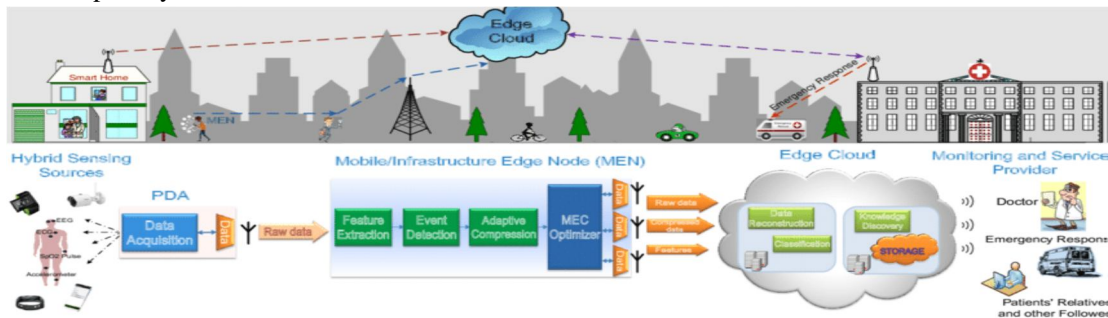 Edge
Cloud
Smart Home
Emergency Response
MEN
Hybrid Sensing
Sources
Mobile/Infrastructure Edge Node (MEN)
Edge Cloud
Monitoring and Service
Provider
PDA
EEG
ECG
SpO2 Pulse
Accelerometer
Data
Acquisition
Data
Raw data
Feature
Extraction
Event
Detection
Adaptive
Compression
MEC
Optimizer
Data
Data
Data
Raw data
Compressed
data
Features
Data
Reconstruction
Classification
Knowledge
Discovery
STORAGE
Doctor
Emergency Respons
Patients' Relatives
and other Follower